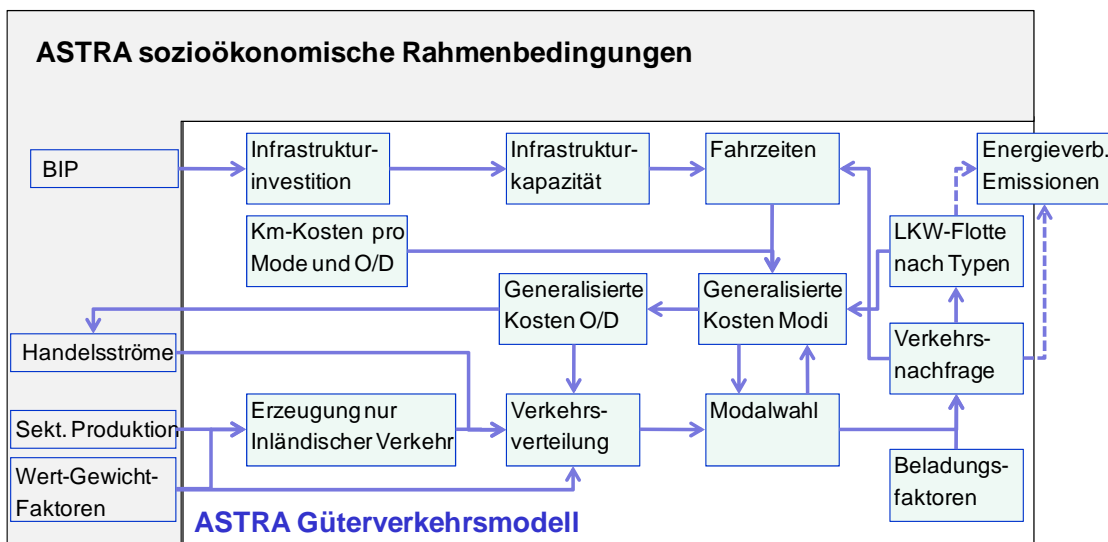 ASTRA sozioökonomische Rahmenbedingungen
BIP
Infrastruktur-
investition
Infrastruktur-
kapazität
Fahrzeiten
Energieverb.
Emissionen
Km-Kosten pro
Mode und O/D
LKW-Flotte
nach Typen
Generalisierte
Kosten O/D
Generalisierte
Kosten Modi
Handelsströme
Verkehrs-
nachfrage
Sekt. Produktion
Erzeugung nur
Inländischer Verkehr
Verkehrs-
verteilung
Modalwahl
Wert-Gewicht-
Faktoren
Beladungs-
faktoren
ASTRA Güterverkehrsmodell